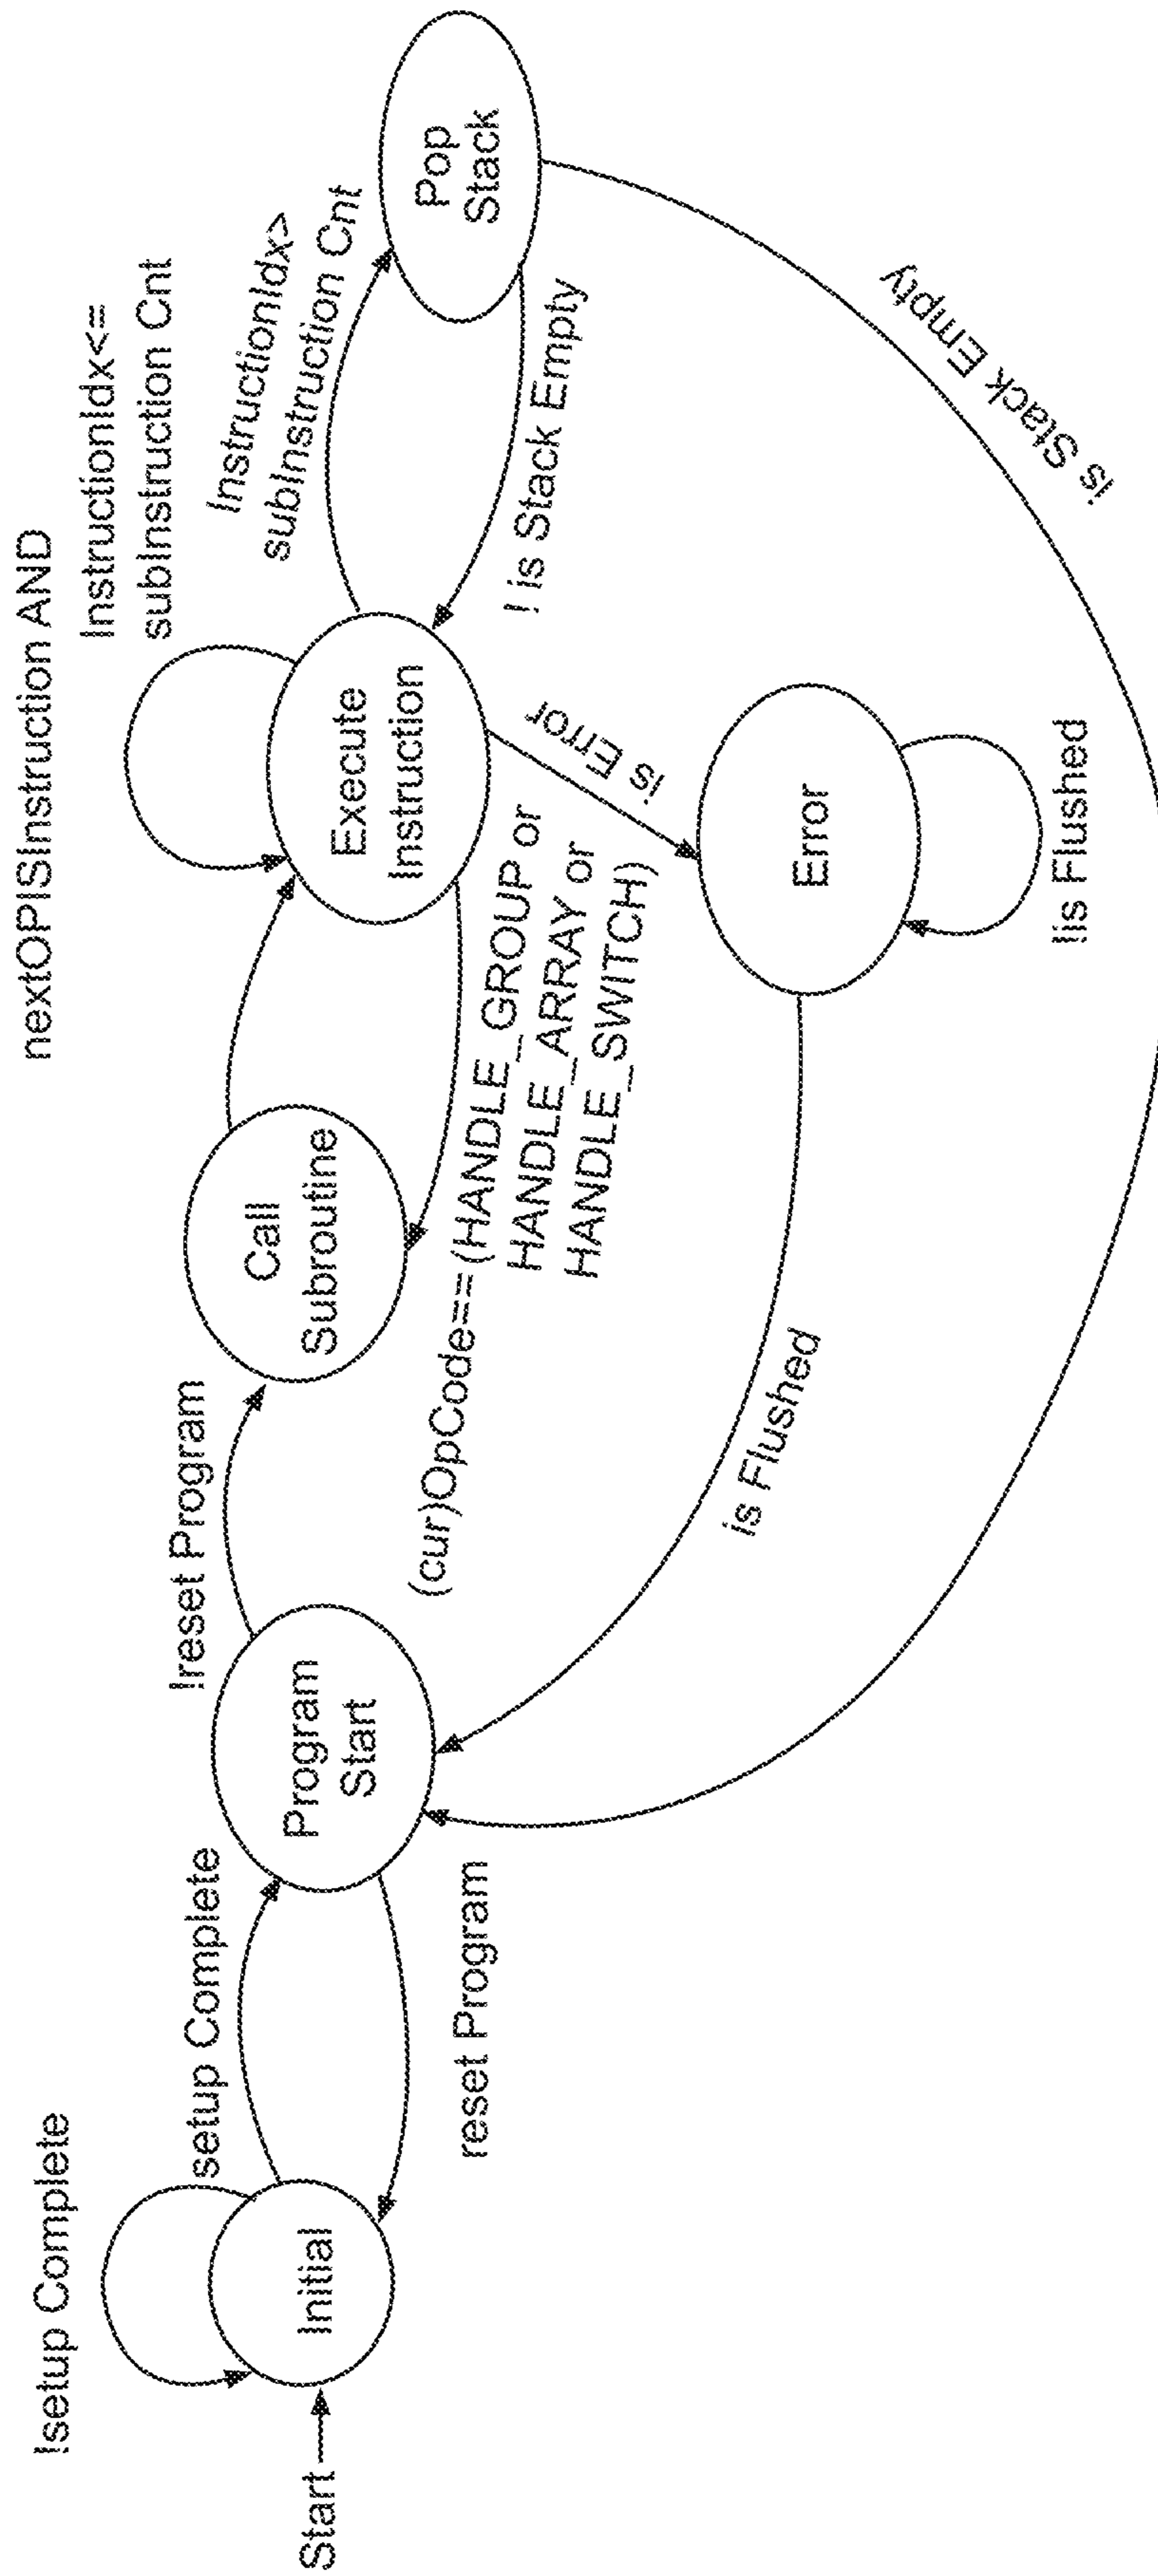 Start
Initial
!setup Complete
setup Complete
reset Program
Program
Start
!reset Program
Call
Subroutine
(cur)OpCode==(HANDLE_GROUP or
HANDLE_ARRAY or
HANDLE_SWITCH)
Execute
Instruction
nextOPISInstruction AND
InstructionIdx<=
subInstruction Cnt
InstructionIdx>
subInstruction Cnt
! is Stack Empty
Pop
Stack
is Error
Error
!is Flushed
is Flushed
is Stack Empty